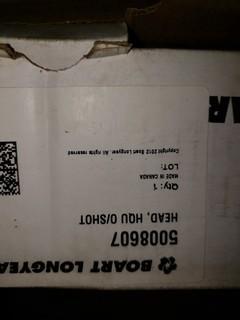 BOART LONGYEA
5008607
HEAD, HQU O/SHOT
Qty: 1
MADE IN CANADA
LOT:
Copyright 2012 Boart Longyear. All rights reserved
AR